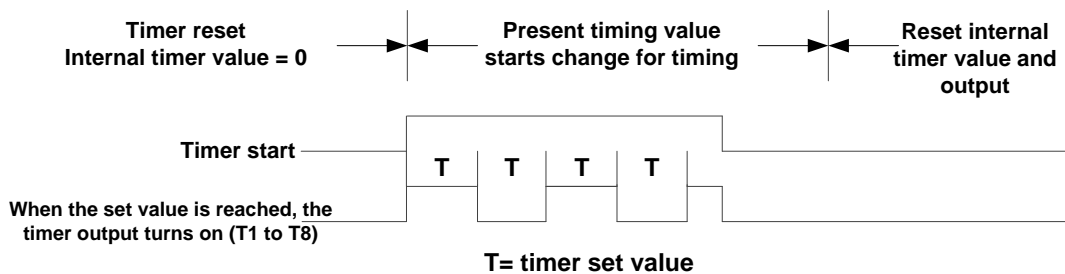 Timer reset
Internal timer value = 0
Present timing value
starts change for timing
Reset internal
timer value and
output
Timer start
T T T T
When the set value is reached, the
timer output turns on (T1 to T8)
T= timer set value